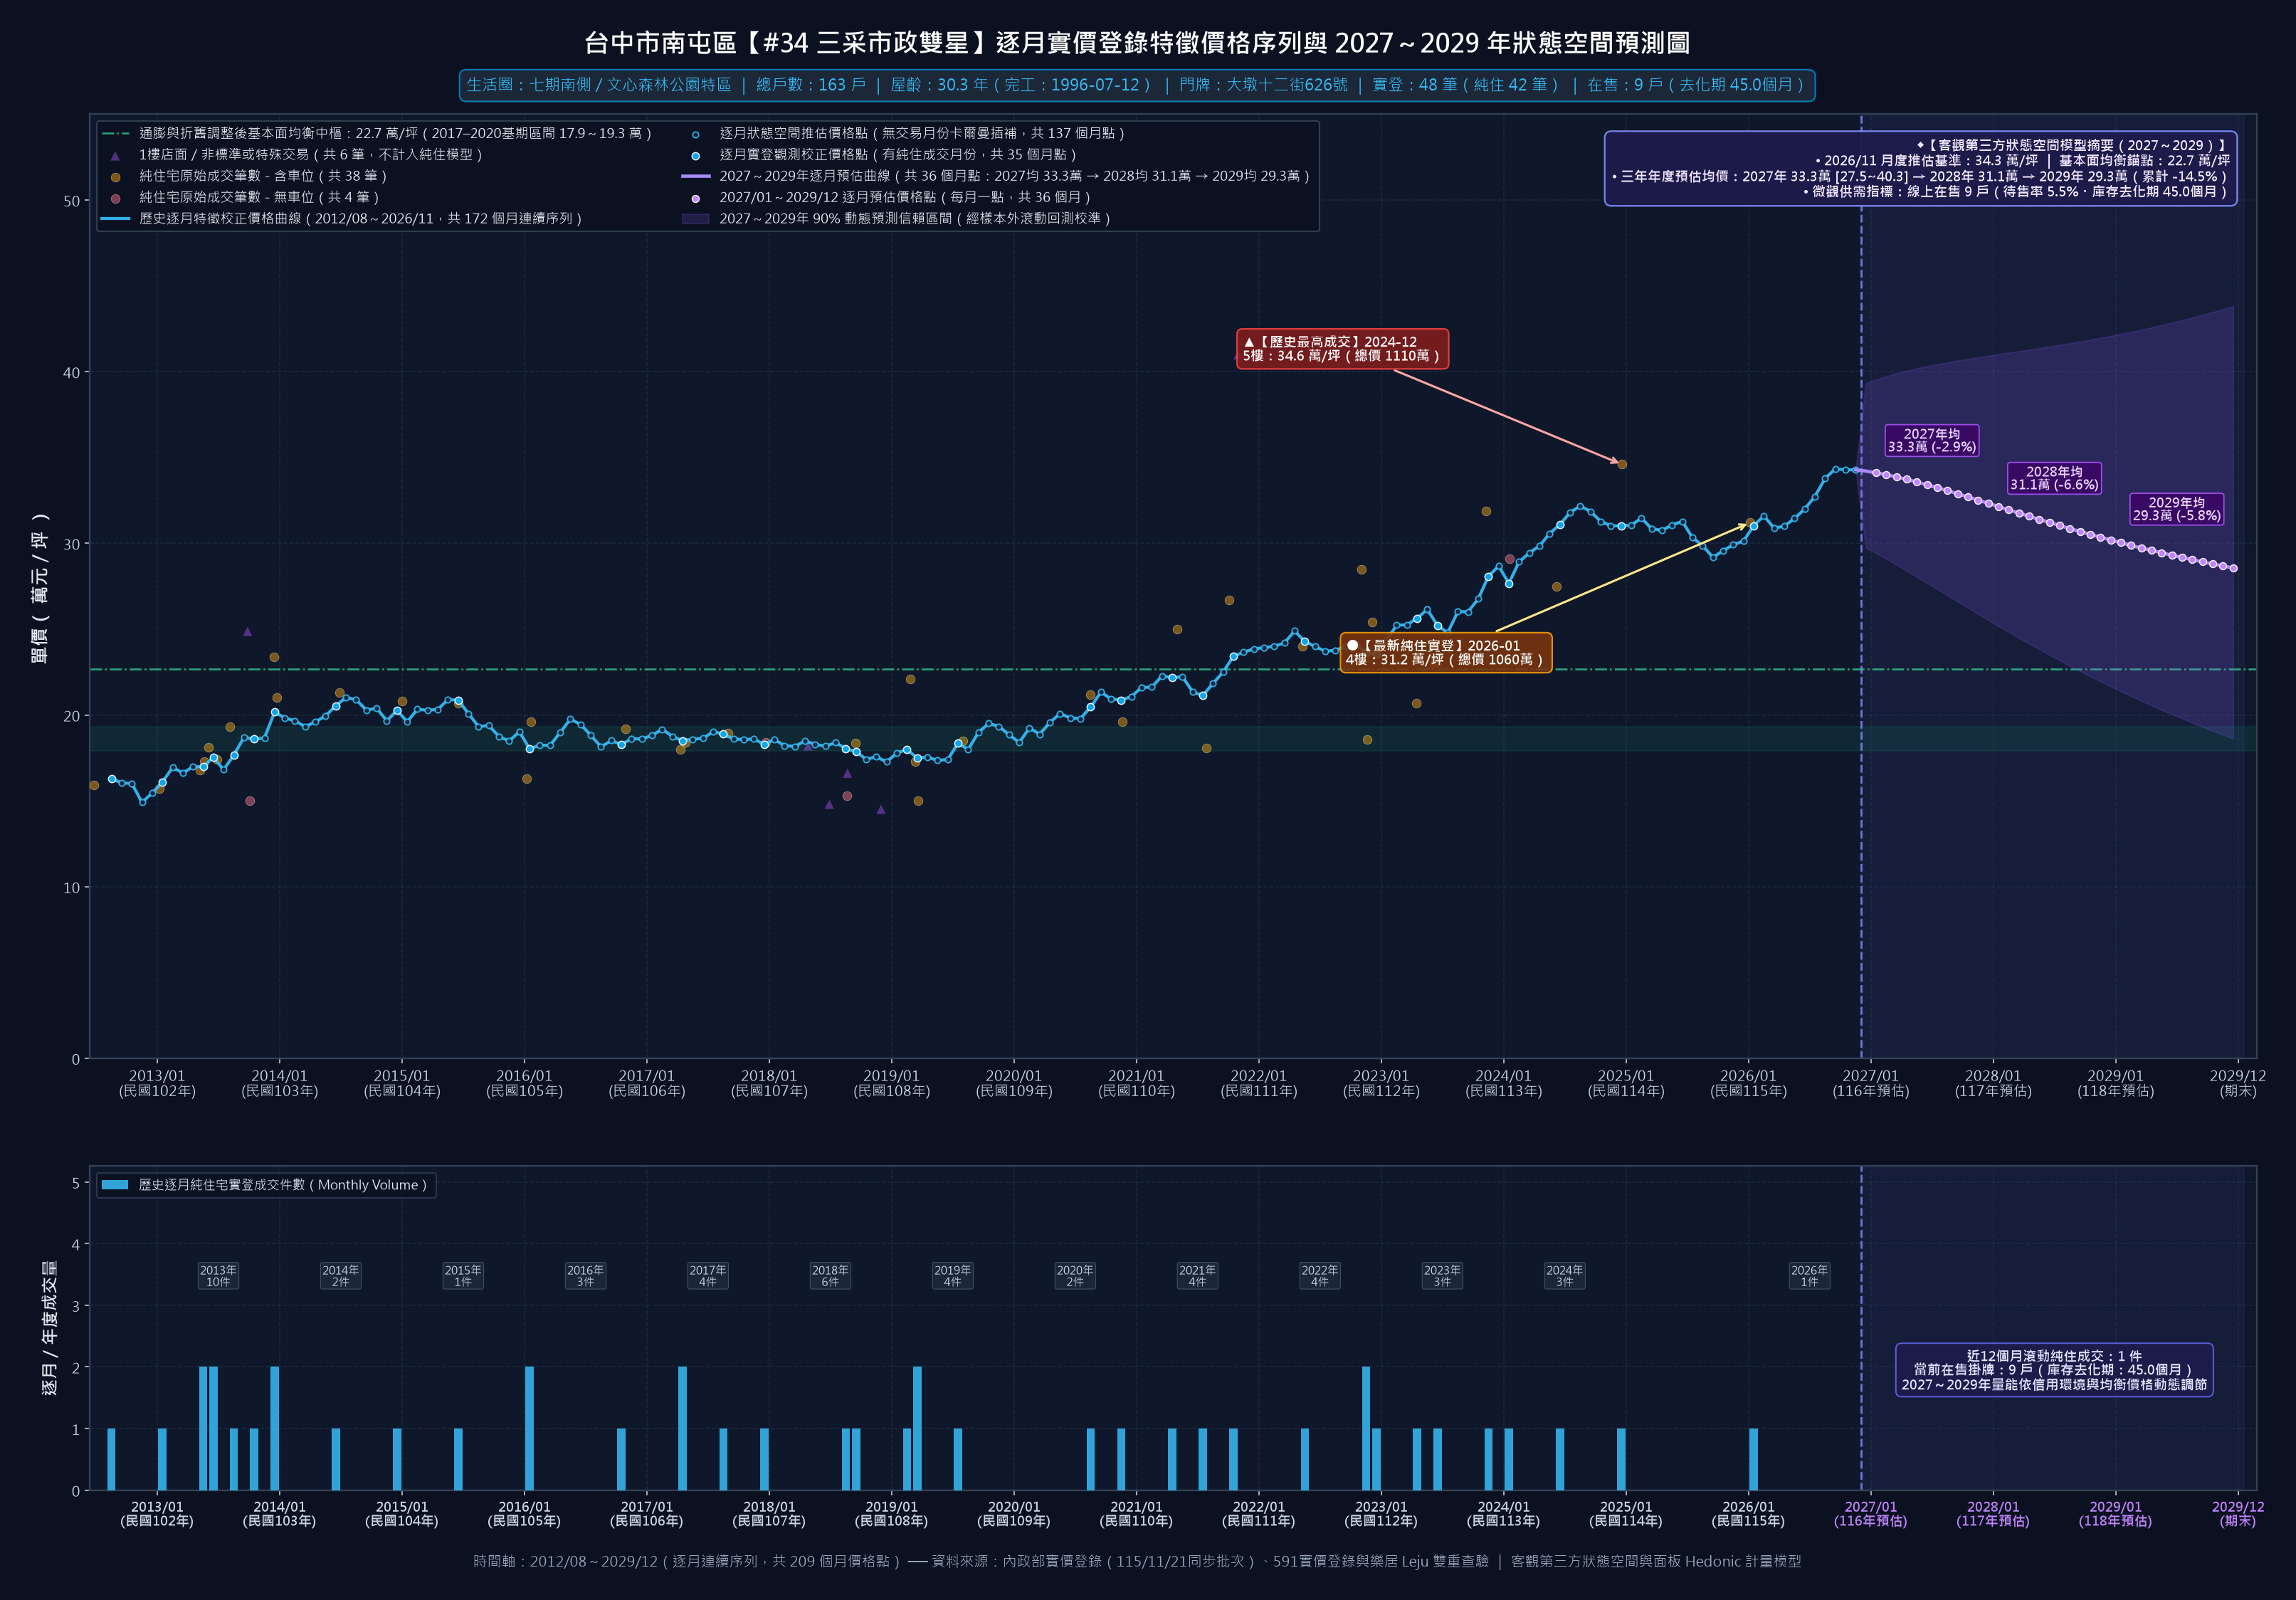 台中市南屯區【#34 三采市政雙星】逐月實價登錄特徵價格序列與 2027～2029 年狀態空間預測圖
生活圈：七期南側 / 文心森林公園特區 ｜ 總戶數：163 戶 ｜ 屋齡：30.3 年（完工：1996-07-12） ｜ 門牌：大墩十二街626號 ｜ 實登：48 筆（純住 42 筆） ｜ 在售：9 戶（去化期 45.0個月）
通膨與折舊調整後基本面均衡中樞：22.7 萬/坪（2017–2020基期區間 17.9～19.3 萬）
1樓店面 / 非標準或特殊交易（共 6 筆，不計入純住模型）
純住宅原始成交筆數 - 含車位（共 38 筆）
純住宅原始成交筆數 - 無車位（共 4 筆）
歷史逐月特徵校正價格曲線（2012/08～2026/11，共 172 個月連續序列）
逐月狀態空間推估價格點（無交易月份卡爾曼插補，共 137 個月點）
逐月實登觀測校正價格點（有純住成交月份，共 35 個月點）
2027～2029年逐月預估曲線（共 36 個月點：2027均 33.3萬 → 2028均 31.1萬 → 2029均 29.3萬）
2027/01～2029/12 逐月預估價格點（每月一點，共 36 個月）
2027～2029年 90% 動態預測信賴區間（經樣本外滾動回測校準）
◆【客觀第三方狀態空間模型摘要（2027～2029）】
• 2026/11 月度推估基準：34.3 萬/坪 ｜ 基本面均衡錨點：22.7 萬/坪
• 三年年度預估均價：2027年 33.3萬 [27.5~40.3] → 2028年 31.1萬 → 2029年 29.3萬（累計 -14.5%）
• 微觀供需指標：線上在售 9 戶（待售率 5.5%．庫存去化期 45.0個月）
單價（ 萬元 / 坪 ）
50
40
30
20
10
0
▲【歷史最高成交】2024-12
5樓：34.6 萬/坪（總價 1110萬）
●【最新純住實登】2026-01
4樓：31.2 萬/坪（總價 1060萬）
2027年均
33.3萬 (-2.9%)
2028年均
31.1萬 (-6.6%)
2029年均
29.3萬 (-5.8%)
2013/01 2014/01 2015/01 2016/01 2017/01 2018/01 2019/01 2020/01 2021/01 2022/01 2023/01 2024/01 2025/01 2026/01 2027/01 2028/01 2029/01 2029/12
(民國102年) (民國103年) (民國104年) (民國105年) (民國106年) (民國107年) (民國108年) (民國109年) (民國110年) (民國111年) (民國112年) (民國113年) (民國114年) (民國115年) (116年預估) (117年預估) (118年預估) (期末)
歷史逐月純住宅實登成交件數（Monthly Volume）
逐月 / 年度成交量
5
4
3
2
1
0
2013年 2014年 2015年 2016年 2017年 2018年 2019年 2020年 2021年 2022年 2023年 2024年 2026年
10件 2件 1件 3件 4件 6件 4件 2件 4件 4件 3件 3件 1件
近12個月滾動純住成交：1 件
當前在售掛牌：9 戶（庫存去化期：45.0個月）
2027～2029年量能依信用環境與均衡價格動態調節
2013/01 2014/01 2015/01 2016/01 2017/01 2018/01 2019/01 2020/01 2021/01 2022/01 2023/01 2024/01 2025/01 2026/01 2027/01 2028/01 2029/01 2029/12
(民國102年) (民國103年) (民國104年) (民國105年) (民國106年) (民國107年) (民國108年) (民國109年) (民國110年) (民國111年) (民國112年) (民國113年) (民國114年) (民國115年) (116年預估) (117年預估) (118年預估) (期末)
時間軸：2012/08～2029/12（逐月連續序列，共 209 個月價格點） ── 資料來源：內政部實價登錄（115/11/21同步批次）、591實價登錄與樂居 Leju 雙重查驗 ｜ 客觀第三方狀態空間與面板 Hedonic 計量模型